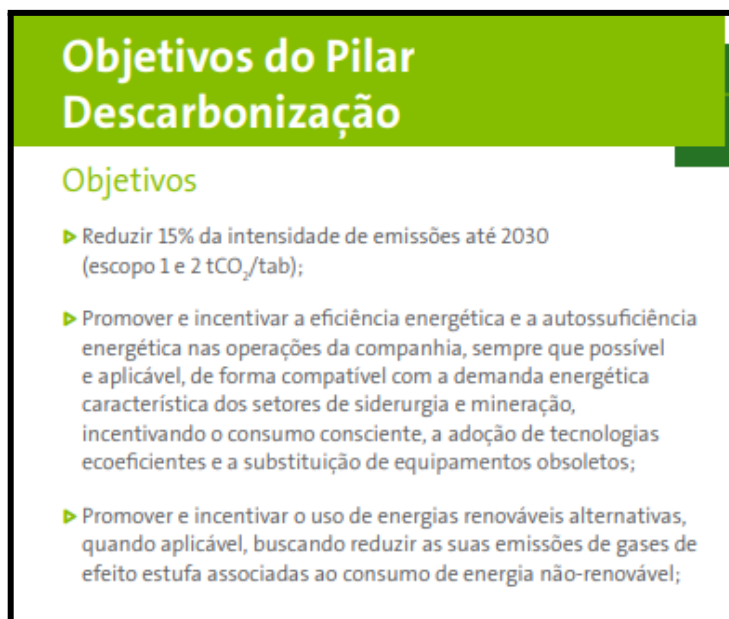 Objetivos do Pilar
Descarbonização
Objetivos
Reduzir 15% da intensidade de emissões até 2030
(escopo 1 e 2 tCO₂/tab);
Promover e incentivar a eficiência energética e a autossuficiência
energética nas operações da companhia, sempre que possível
e aplicável, de forma compatível com a demanda energética
característica dos setores de siderurgia e mineração,
incentivando o consumo consciente, a adoção de tecnologias
ecoeficientes e a substituição de equipamentos obsoletos;
Promover e incentivar o uso de energias renováveis alternativas,
quando aplicável, buscando reduzir as suas emissões de gases de
efeito estufa associadas ao consumo de energia não-renovável;